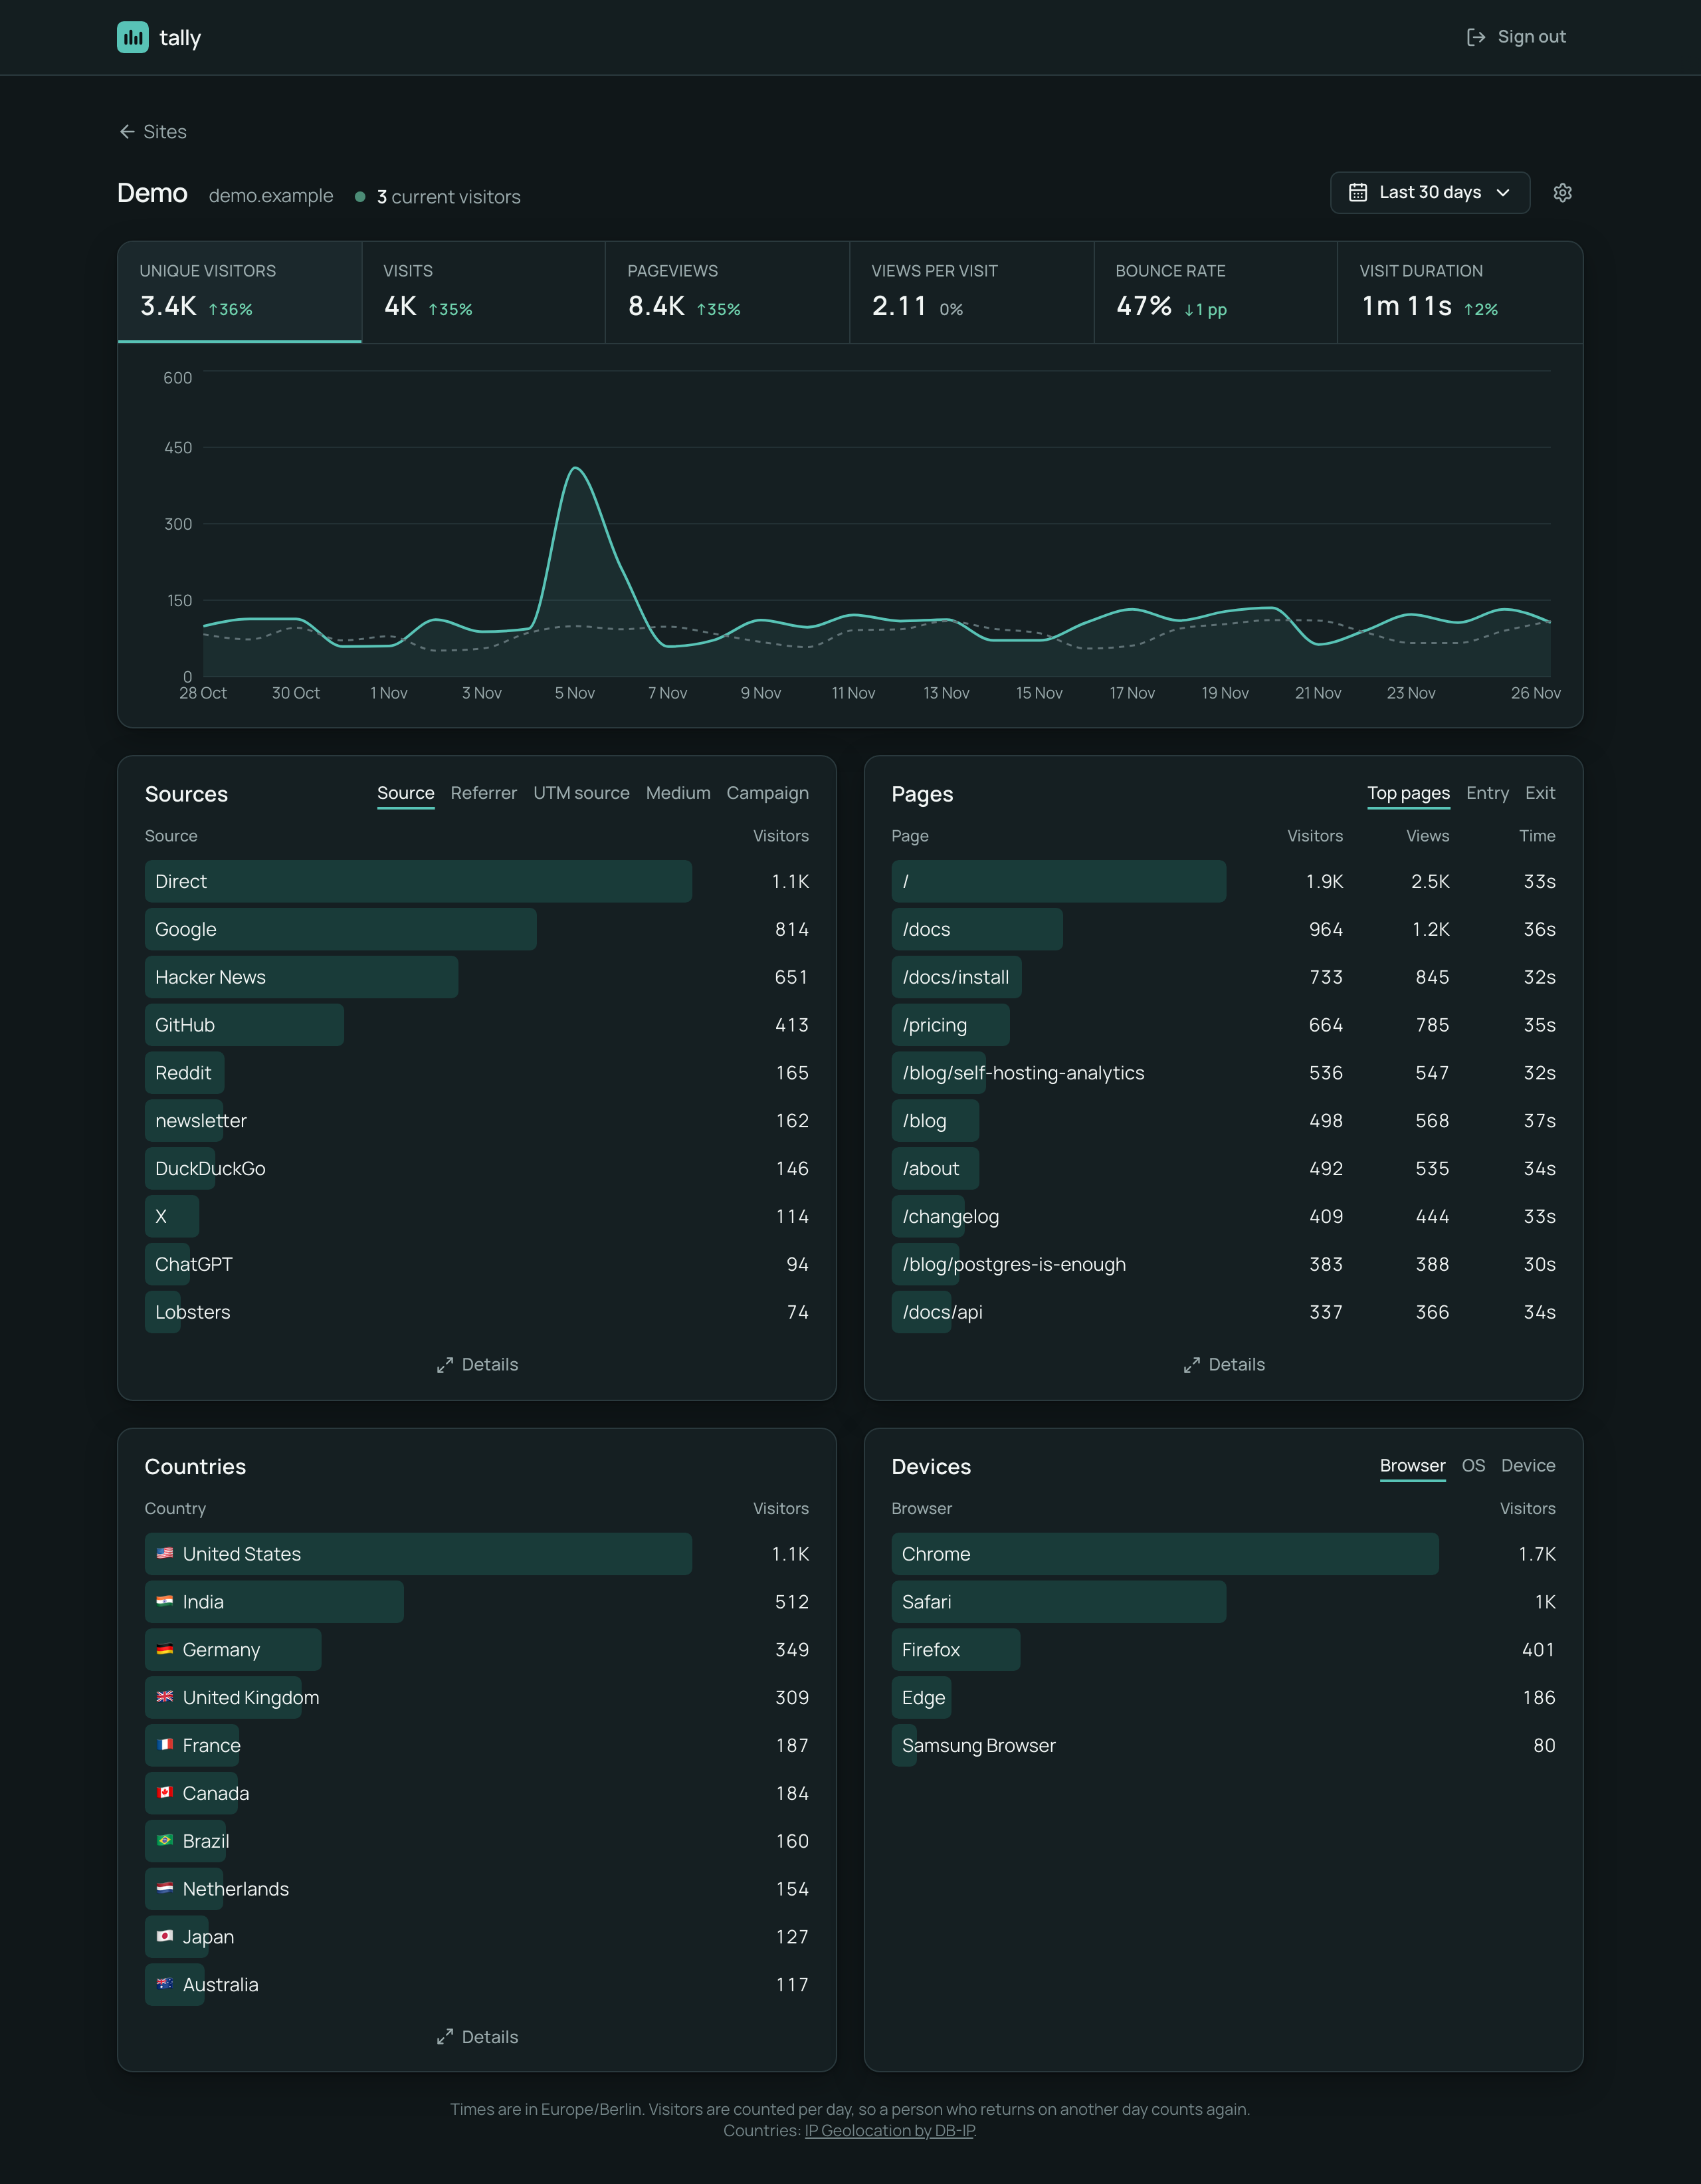 tally
Sign out
Sites
Demo demo.example 3 current visitors
Last 30 days
UNIQUE VISITORS
3.4K ↑36%
VISITS
4K ↑35%
PAGEVIEWS
8.4K ↑35%
VIEWS PER VISIT
2.11 0%
BOUNCE RATE
47% ↓1 pp
VISIT DURATION
1m 11s ↑2%
600
450
300
150
0
28 Oct 30 Oct 1 Nov 3 Nov 5 Nov 7 Nov 9 Nov 11 Nov 13 Nov 15 Nov 17 Nov 19 Nov 21 Nov 23 Nov 26 Nov
Sources Source Referrer UTM source Medium Campaign
Source Visitors
Direct 1.1K
Google 814
Hacker News 651
GitHub 413
Reddit 165
newsletter 162
DuckDuckGo 146
X 114
ChatGPT 94
Lobsters 74
Details
Pages Top pages Entry Exit
Page Visitors Views Time
/ 1.9K 2.5K 33s
/docs 964 1.2K 36s
/docs/install 733 845 32s
/pricing 664 785 35s
/blog/self-hosting-analytics 536 547 32s
/blog 498 568 37s
/about 492 535 34s
/changelog 409 444 33s
/blog/postgres-is-enough 383 388 30s
/docs/api 337 366 34s
Details
Countries
Country Visitors
United States 1.1K
India 512
Germany 349
United Kingdom 309
France 187
Canada 184
Brazil 160
Netherlands 154
Japan 127
Australia 117
Details
Devices Browser OS Device
Browser Visitors
Chrome 1.7K
Safari 1K
Firefox 401
Edge 186
Samsung Browser 80
Times are in Europe/Berlin. Visitors are counted per day, so a person who returns on another day counts again.
Countries: IP Geolocation by DB-IP.